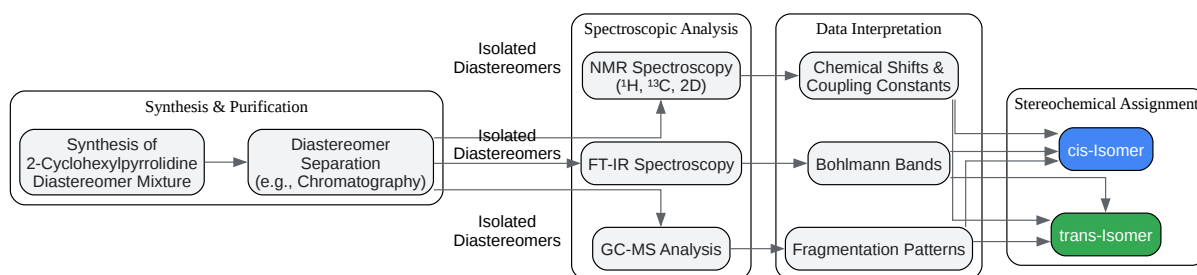 Synthesis & Purification
Synthesis of
2-Cyclohexylpyrrolidine
Diastereomer Mixture
Diastereomer
Separation
(e.g., Chromatography)
Isolated
Diastereomers
Isolated
Diastereomers
Isolated
Diastereomers
Spectroscopic Analysis
NMR Spectroscopy
(¹H, ¹³C, 2D)
FT-IR Spectroscopy
GC-MS Analysis
Data Interpretation
Chemical Shifts &
Coupling Constants
Bohlmann Bands
Fragmentation Patterns
Stereochemical Assignment
cis-Isomer
trans-Isomer